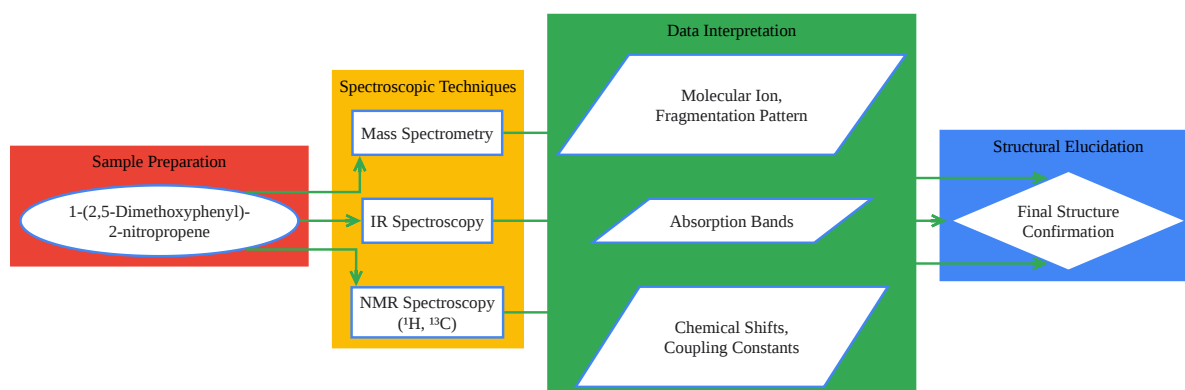 Sample Preparation
1-(2,5-Dimethoxyphenyl)-
2-nitropropene
Spectroscopic Techniques
Mass Spectrometry
IR Spectroscopy
NMR Spectroscopy
(¹H, ¹³C)
Data Interpretation
Molecular Ion,
Fragmentation Pattern
Absorption Bands
Chemical Shifts,
Coupling Constants
Structural Elucidation
Final Structure
Confirmation